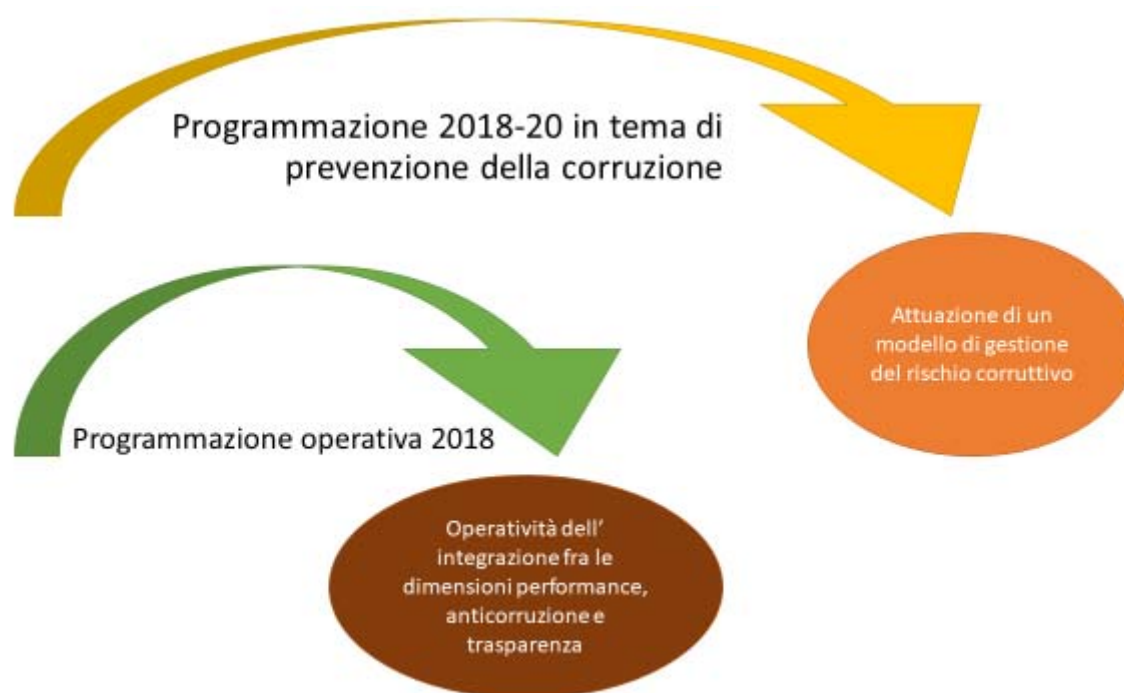 Programmazione 2018-20 in tema di
prevenzione della corruzione
Attuazione di un
modello di gestione
del rischio corruttivo
Programmazione operativa 2018
Operatività dell'
integrazione fra le
dimensioni performance,
anticorruzione e
trasparenza